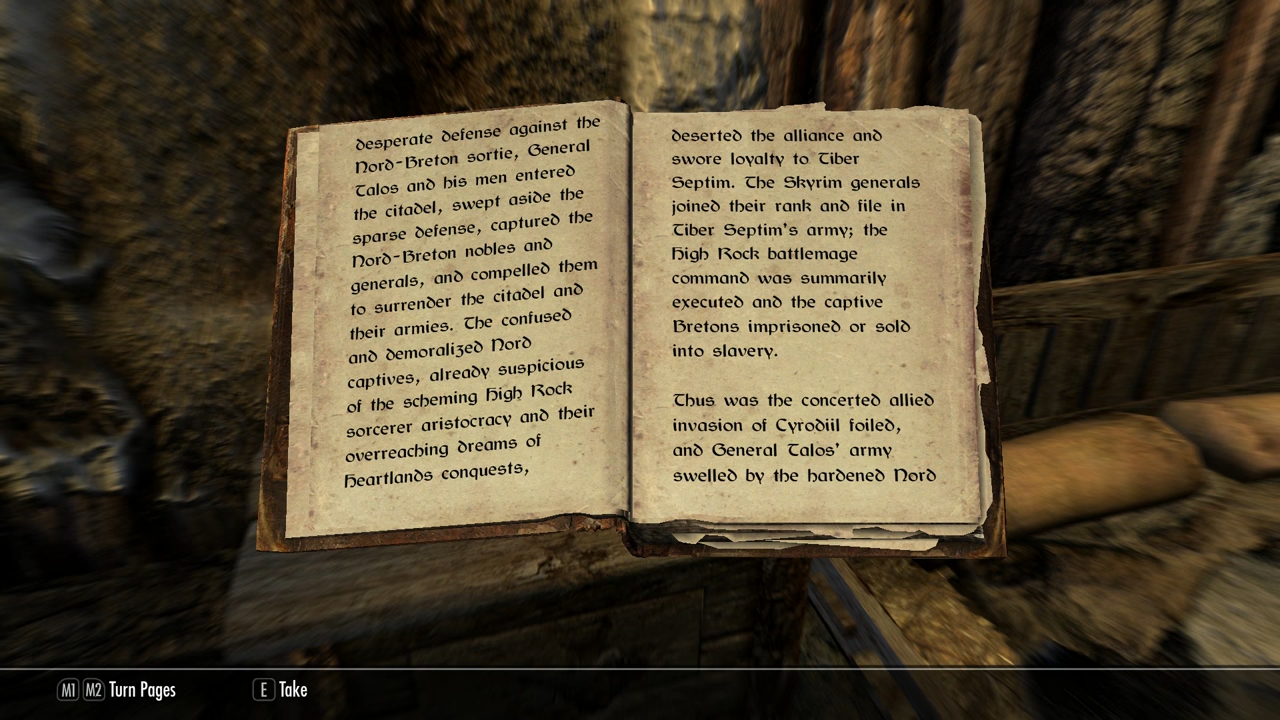 desperate defense against the
Nord-Breton sortie, General
Talos and his men entered
the citadel, swept aside the
sparse defense, captured the
Nord-Breton nobles and
generals, and compelled them
to surrender the citadel and
their armies. The confused
and demoralized Nord
captives, already suspicious
of the scheming High Rock
sorcerer aristocracy and their
overreaching dreams of
Heartlands conquests,
deserted the alliance and
swore loyalty to Tiber
Septim. The Skyrim generals
joined their rank and file in
Tiber Septim's army; the
High Rock battlemage
command was summarily
executed and the captive
Bretons imprisoned or sold
into slavery.
Thus was the concerted allied
invasion of Cyrodiil foiled,
and General Talos' army
swelled by the hardened Nord
M1 M2 Turn Pages
E Take